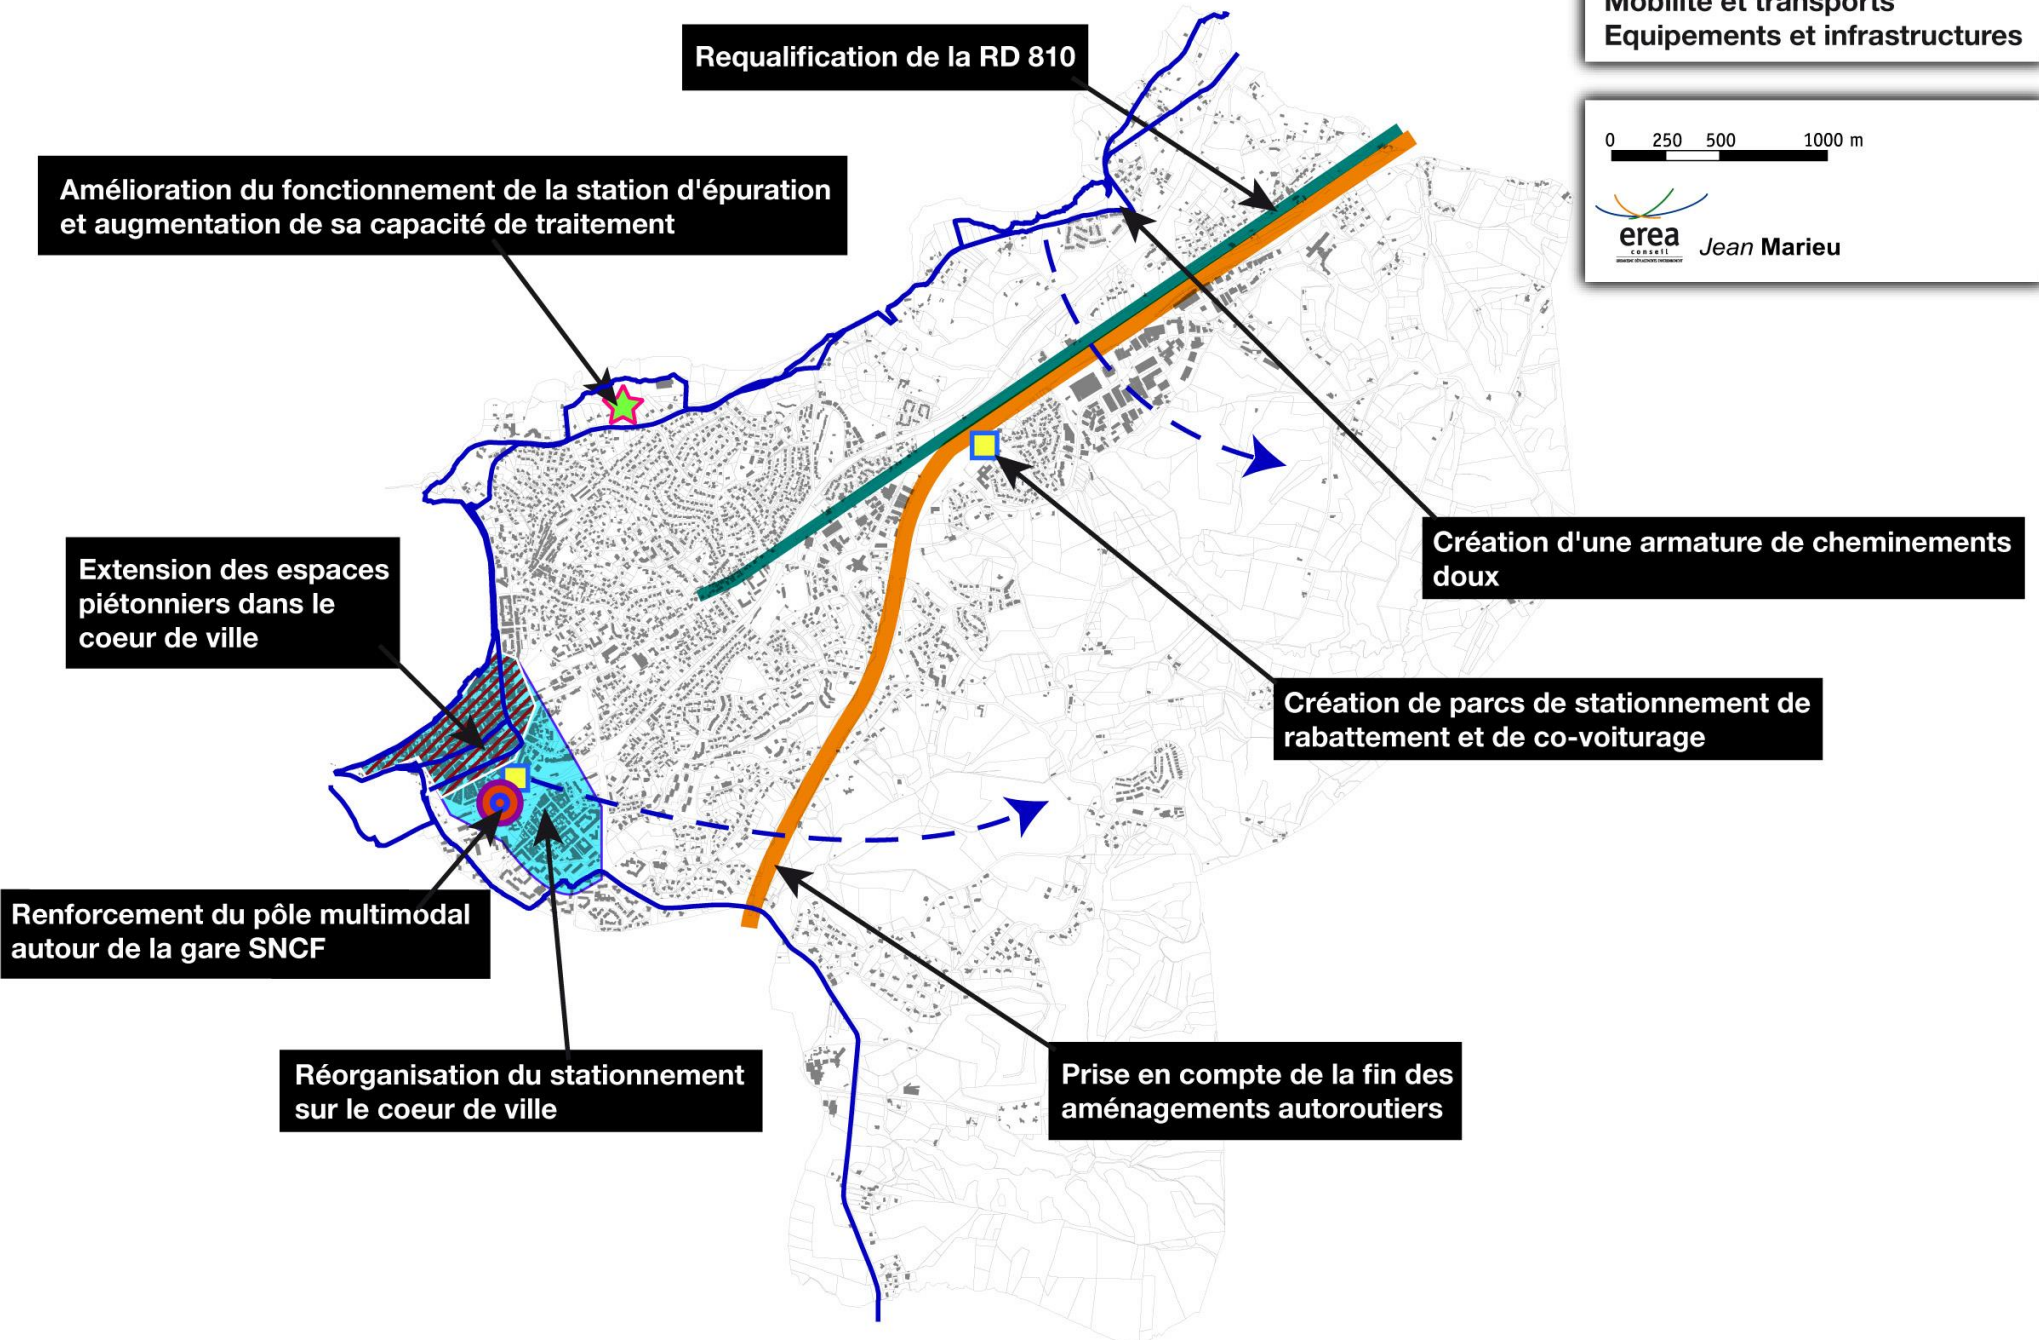 Mobilité et transports
Equipements et infrastructures
Requalification de la RD 810
0 250 500 1000 m
Amélioration du fonctionnement de la station d'épuration
et augmentation de sa capacité de traitement
erea
conseil
Jean Marieu
Extension des espaces
piétonniers dans le
coeur de ville
Création d'une armature de cheminements
doux
Création de parcs de stationnement de
rabattement et de co-voiturage
Renforcement du pôle multimodal
autour de la gare SNCF
Réorganisation du stationnement
sur le coeur de ville
Prise en compte de la fin des
aménagements autoroutiers